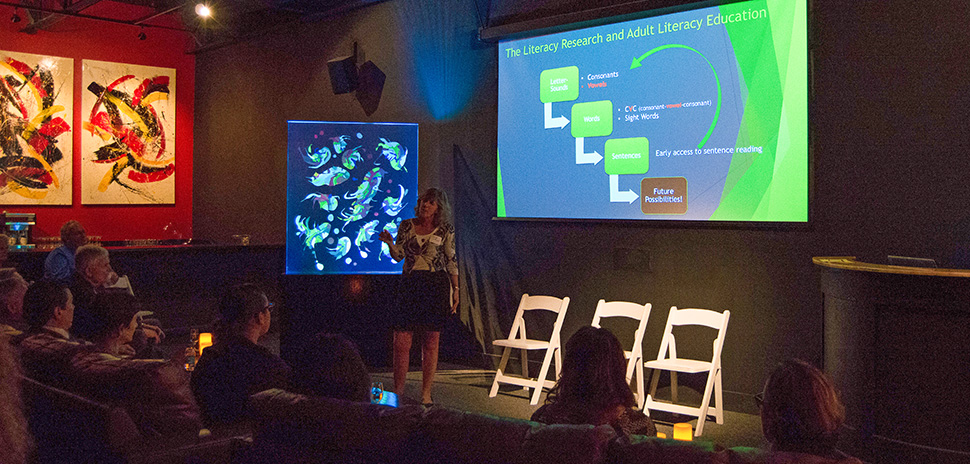 The Literacy Research and Adult Literacy Education
Letter-
Sounds
• Consonants
• Vowels
Words
• CVC (consonant-vowel-consonant)
• Sight Words
Sentences
Early access to sentence reading
Future
Possibilities!